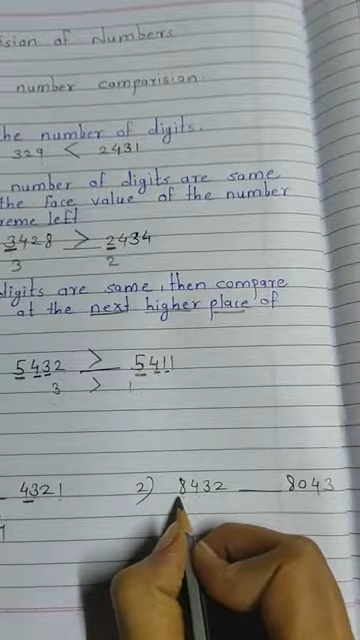 ision of Numbers
number comparision
the number of digits.
329 < 2431
number of digits are same
the face value of the number
reme left
3428 > 2434
3 2
digits are same, then compare
at the next higher place of
5432 > 5411
3 > 1
4321 2) 8432 __ 8043